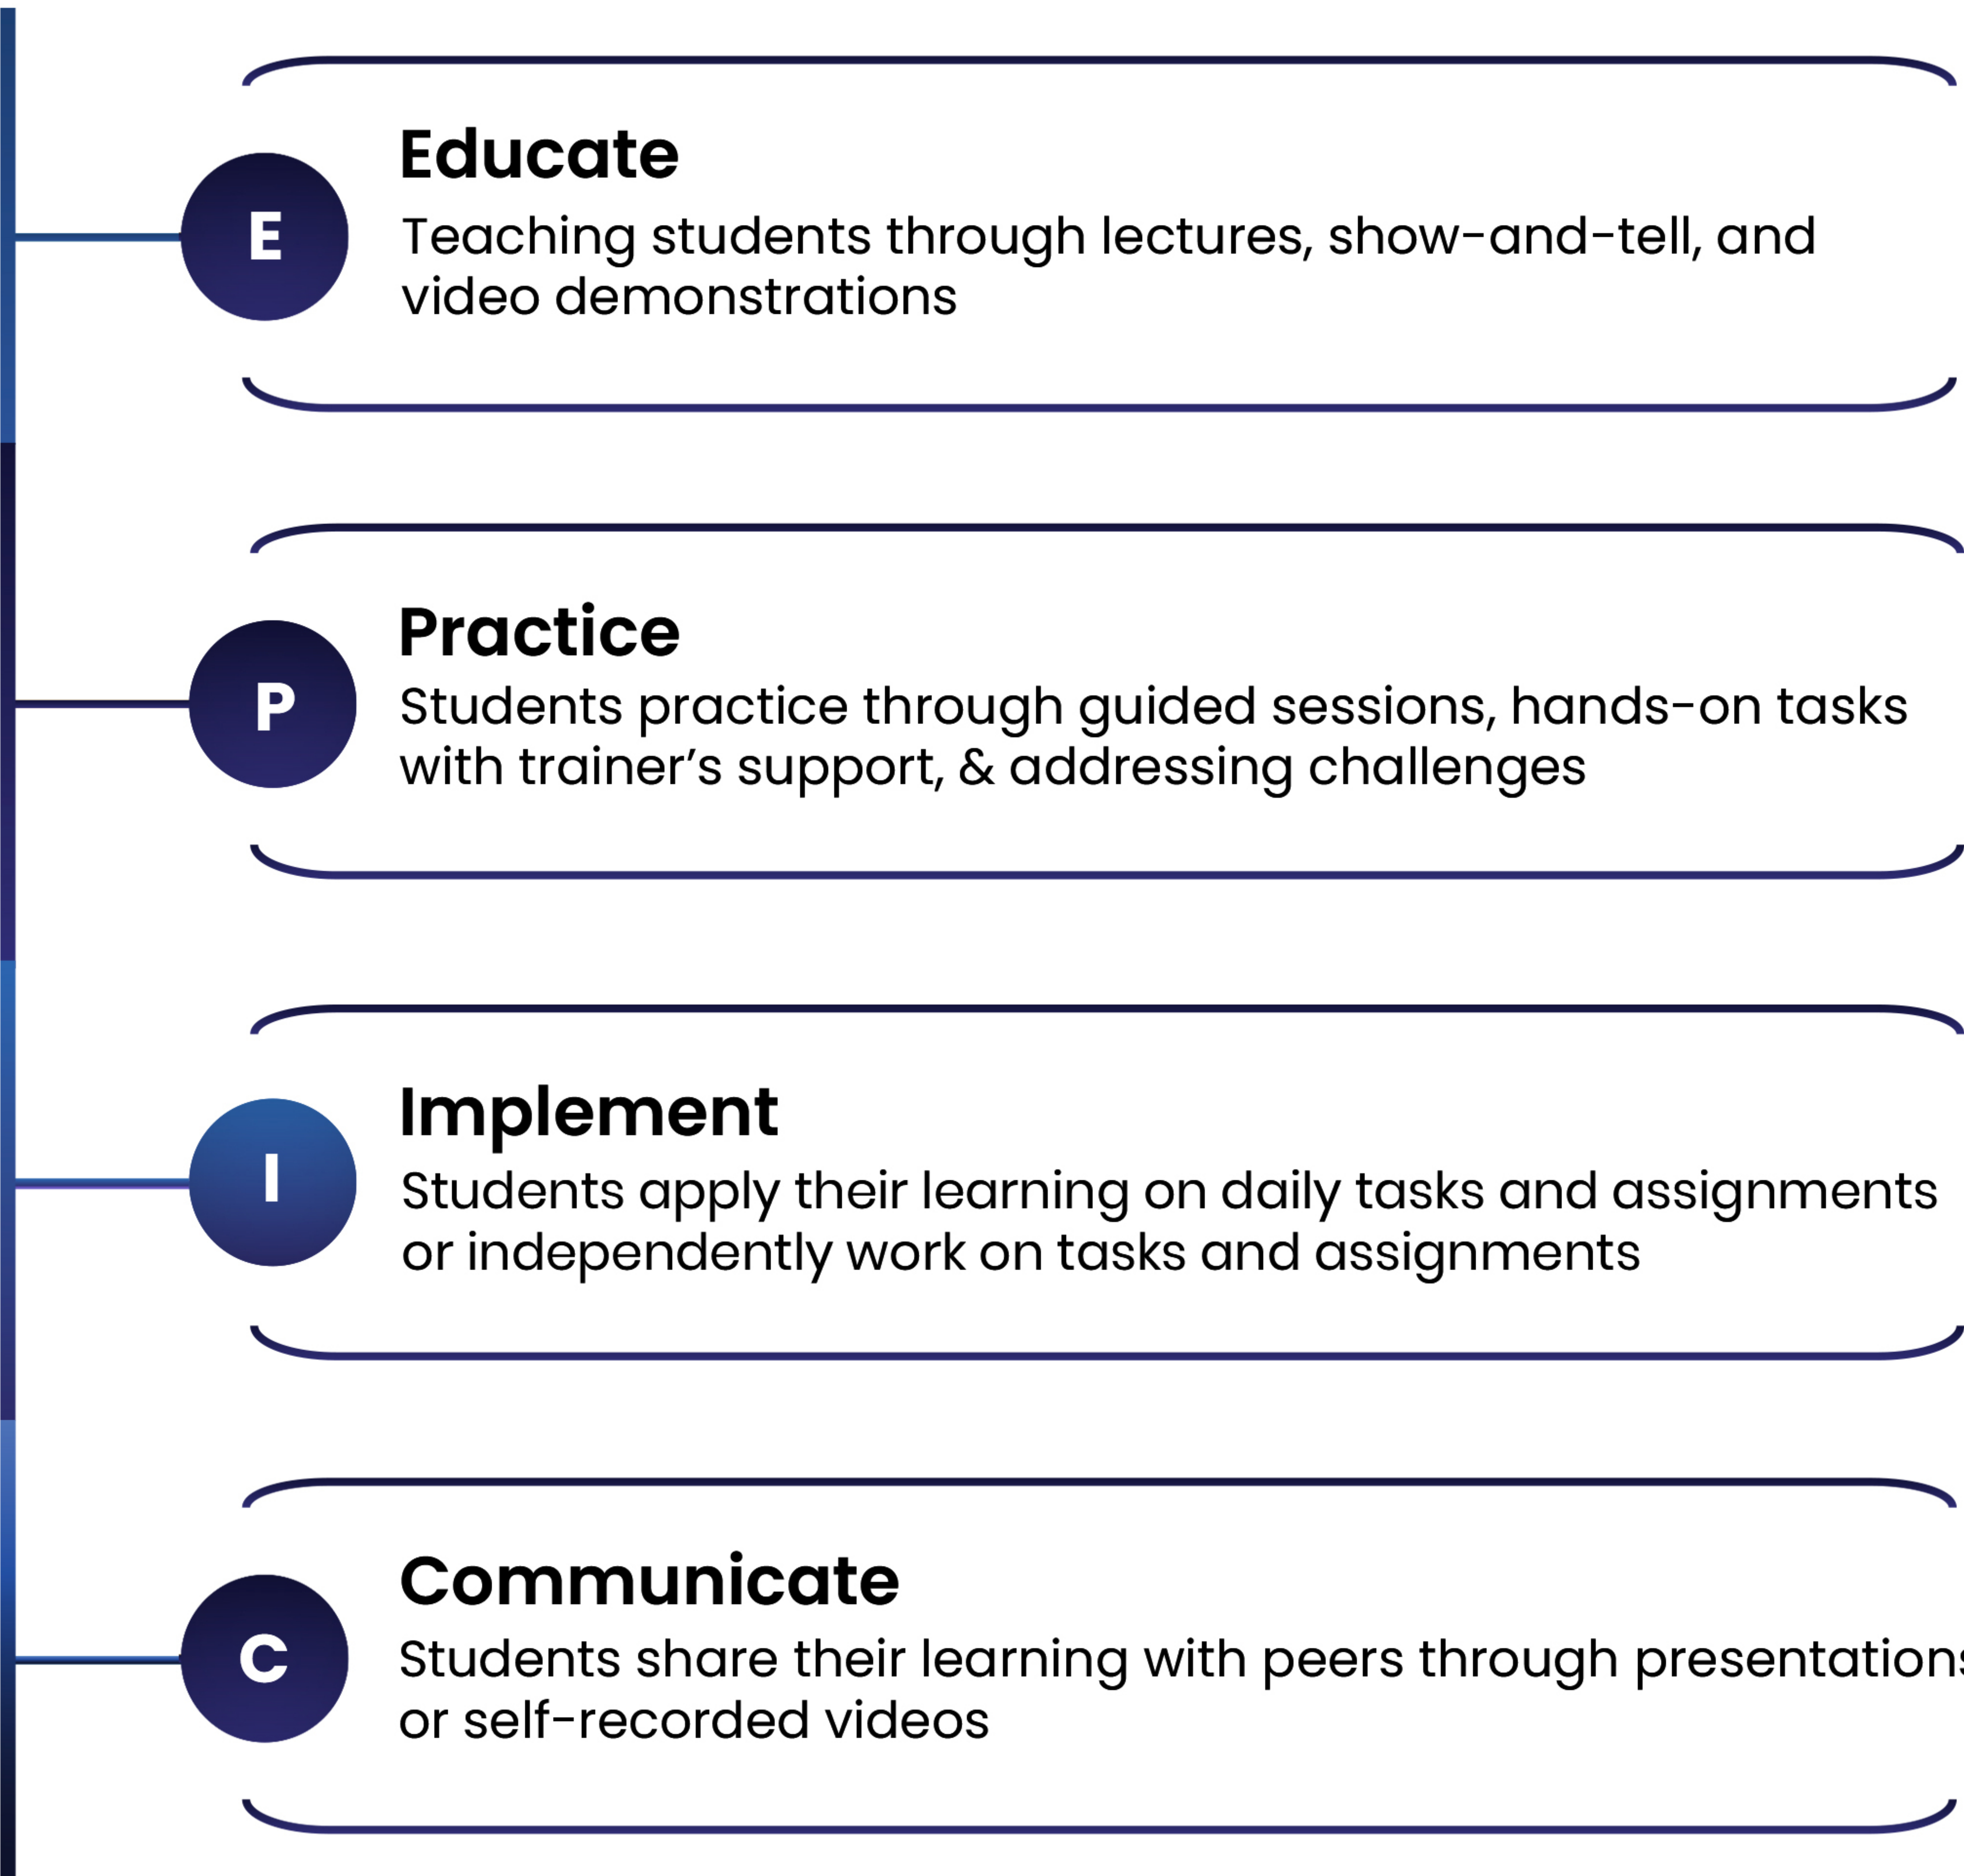 E
Educate
Teaching students through lectures, show-and-tell, and
video demonstrations
P
Practice
Students practice through guided sessions, hands-on tasks
with trainer’s support, & addressing challenges
I
Implement
Students apply their learning on daily tasks and assignments
or independently work on tasks and assignments
C
Communicate
Students share their learning with peers through presentations
or self-recorded videos